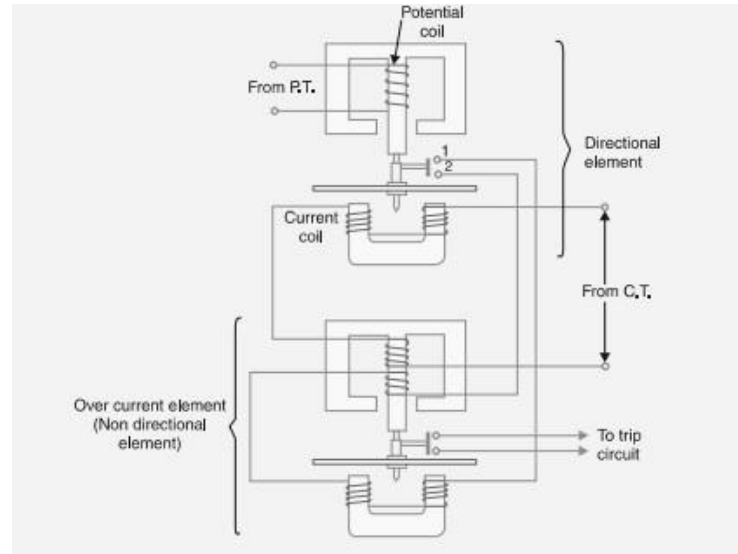 Potential
coil
From P.T.
1
2
Directional
element
Current
coil
From C.T.
Over current element
(Non directional
element)
To trip
circuit